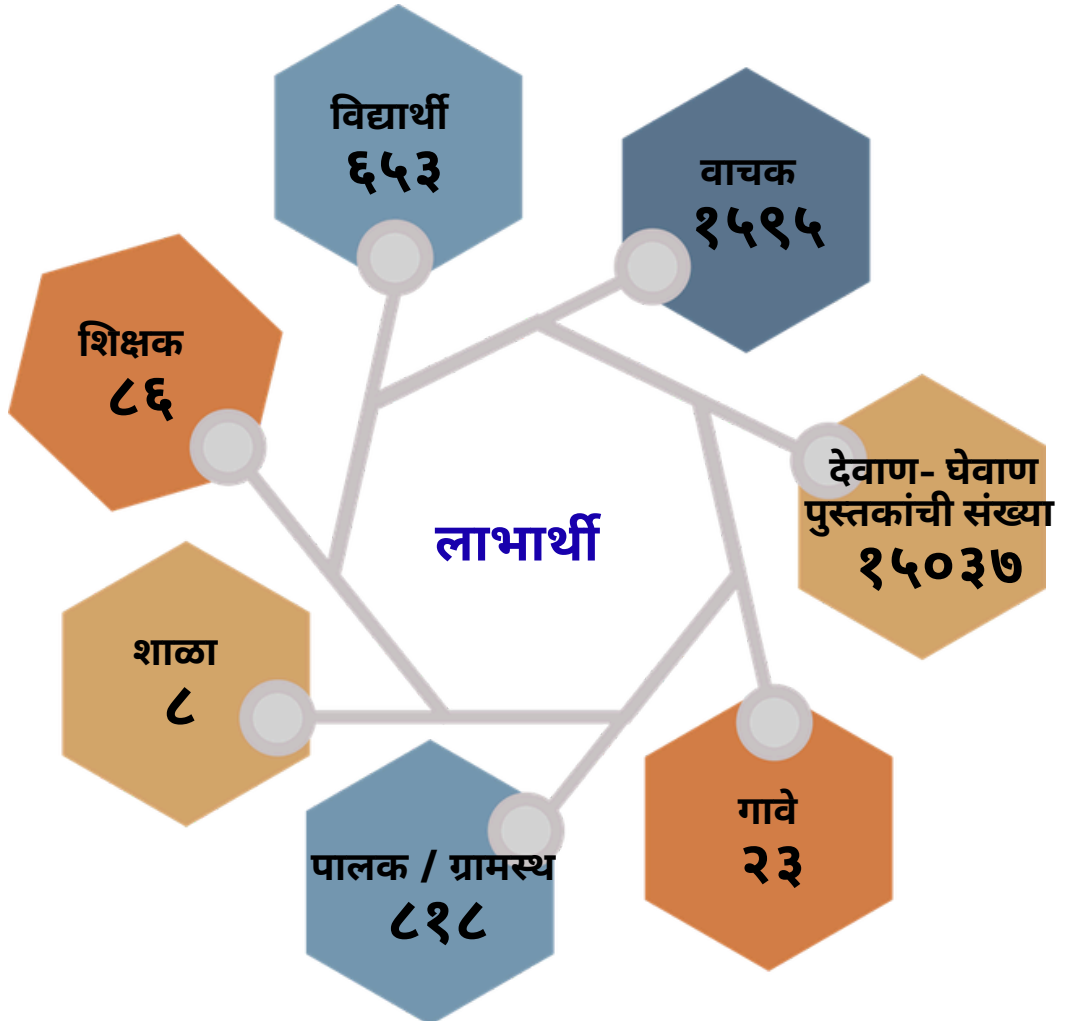 विद्यार्थी
६५३
वाचक
१५९५
शिक्षक
८६
देवाण- घेवाण
पुस्तकांची संख्या
१५०३७
लाभार्थी
शाळा
८
गावे
२३
पालक / ग्रामस्थ
८१८